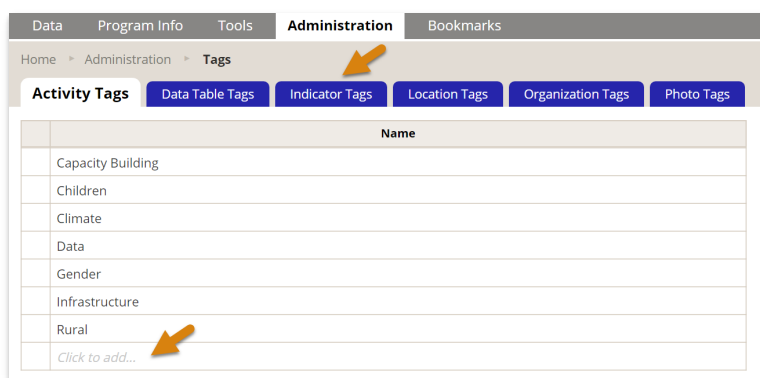 Data Program Info Tools Administration Bookmarks
Home Administration Tags
Activity Tags Data Table Tags Indicator Tags Location Tags Organization Tags Photo Tags
Name
Capacity Building
Children
Climate
Data
Gender
Infrastructure
Rural
Click to add...